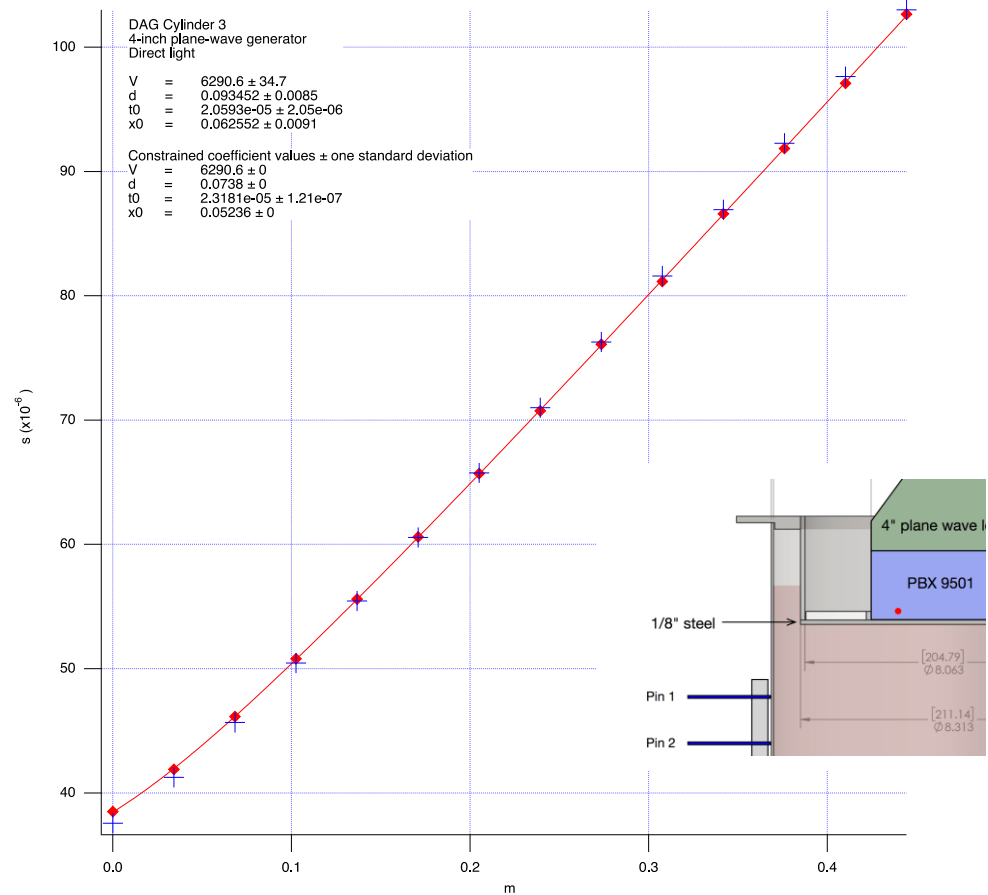 DAG Cylinder 3
4-inch plane-wave generator
Direct light
V = 6290.6 ± 34.7
d = 0.093452 ± 0.0085
t0 = 2.0593e-05 ± 2.05e-06
x0 = 0.062552 ± 0.0091
Constrained coefficient values ± one standard deviation
V = 6290.6 ± 0
d = 0.0738 ± 0
t0 = 2.3181e-05 ± 1.21e-07
x0 = 0.05236 ± 0
100
90
80
70
60
50
40
s (x10⁻⁶ )
4" plane wave l
PBX 9501
1/8" steel
[204.79]
∅8.063
Pin 1
[211.14]
∅8.313
Pin 2
0.0
0.1
0.2
0.3
0.4
m